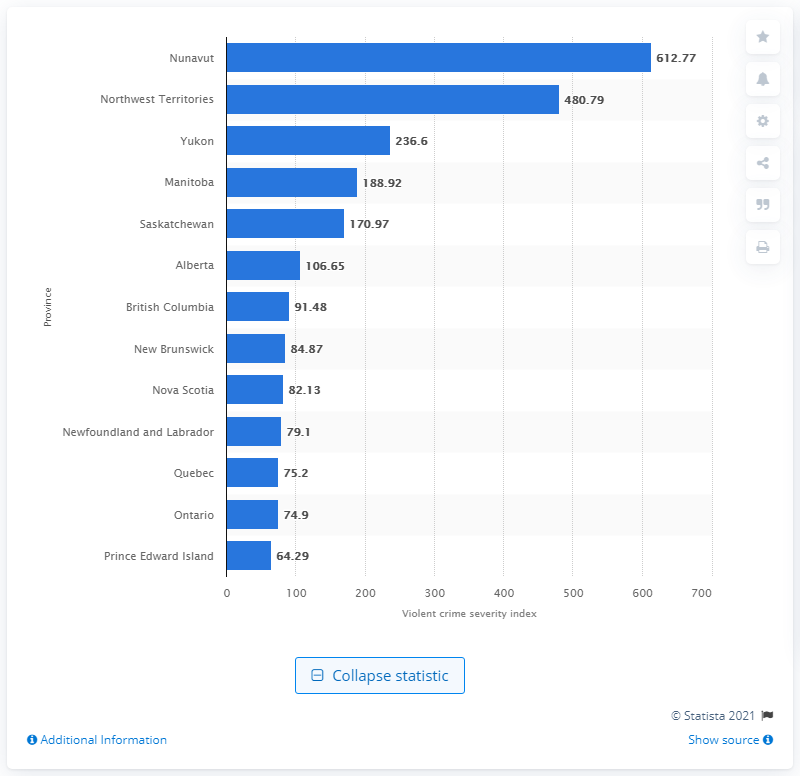 Nunavut 612.77
Northwest Territories 480.79
Yukon 236.6
Manitoba 188.92
Saskatchewan 170.97
Alberta 106.65
British Columbia 91.48
New Brunswick 84.87
Nova Scotia 82.13
Newfoundland and Labrador 79.1
Quebec 75.2
Ontario 74.9
Prince Edward Island 64.29
Province
0 100 200 300 400 500 600 700
Violent crime severity index
Collapse statistic
© Statista 2021
Additional Information
Show source